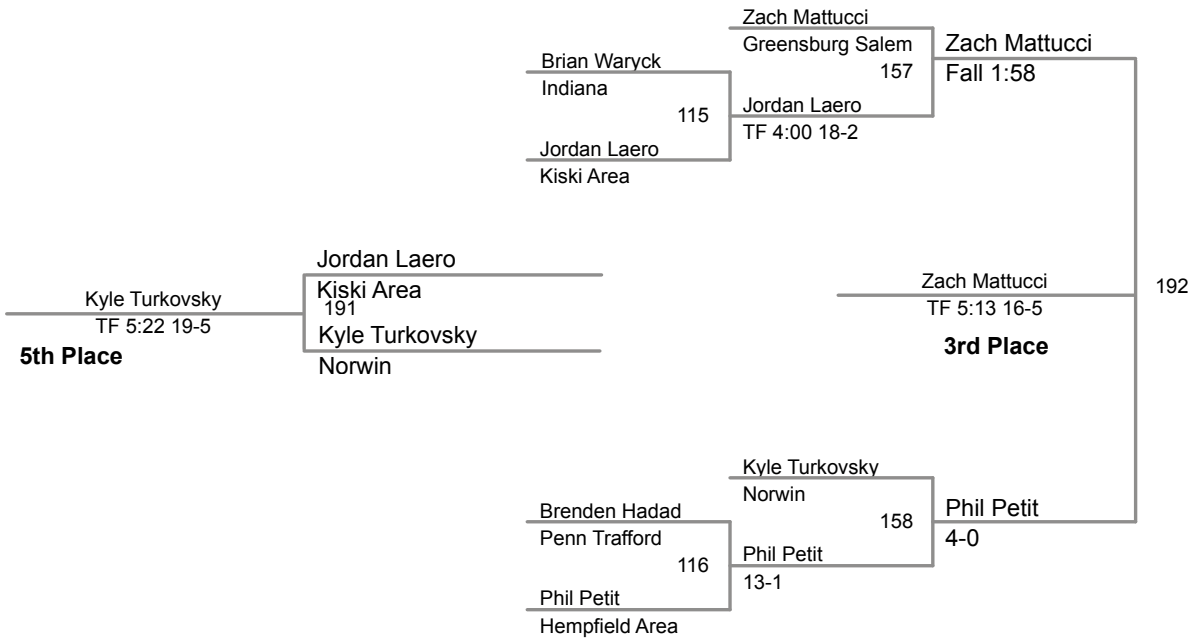 Zach Mattucci
Greensburg Salem
157
Zach Mattucci
Fall 1:58
Brian Waryck
Indiana
115
Jordan Laero
TF 4:00 18-2
Jordan Laero
Kiski Area
Jordan Laero
Kiski Area
191
Kyle Turkovsky
TF 5:22 19-5
5th Place
Kyle Turkovsky
Norwin
Zach Mattucci
TF 5:13 16-5
3rd Place
192
Kyle Turkovsky
Norwin
158
Phil Petit
4-0
Brenden Hadad
Penn Trafford
116
Phil Petit
13-1
Phil Petit
Hempfield Area